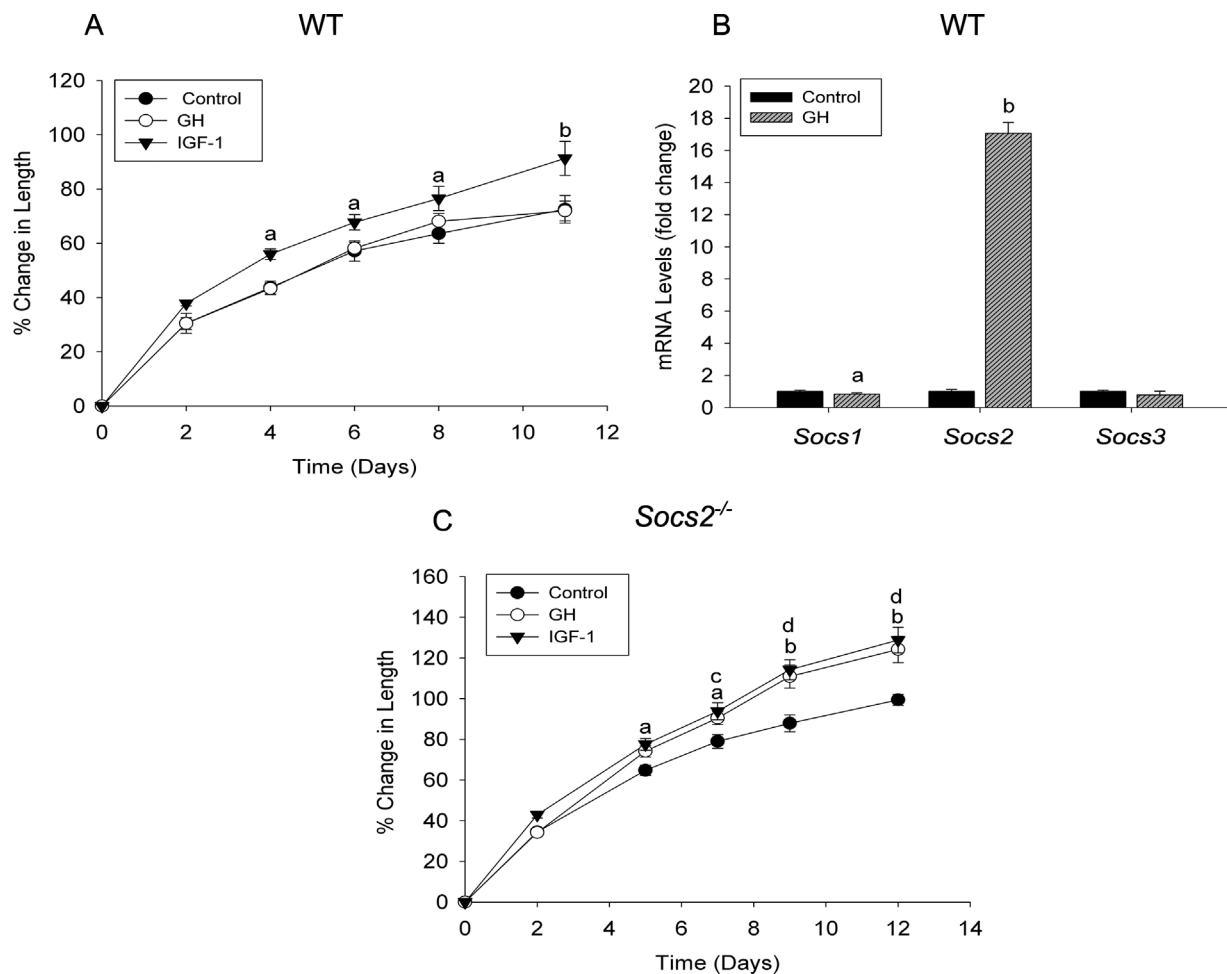 A WT
120
100
80
60
40
20
0
% Change in Length
Control
GH
IGF-1
a
a
a
b
0 2 4 6 8 10 12
Time (Days)
B WT
20
18
16
14
12
10
8
6
4
2
0
mRNA Levels (fold change)
Control
GH
a
b
Socs1 Socs2 Socs3
C Socs2-/-
160
140
120
100
80
60
40
20
0
% Change in Length
Control
GH
IGF-1
a
c
a
d
b
d
b
0 2 4 6 8 10 12 14
Time (Days)